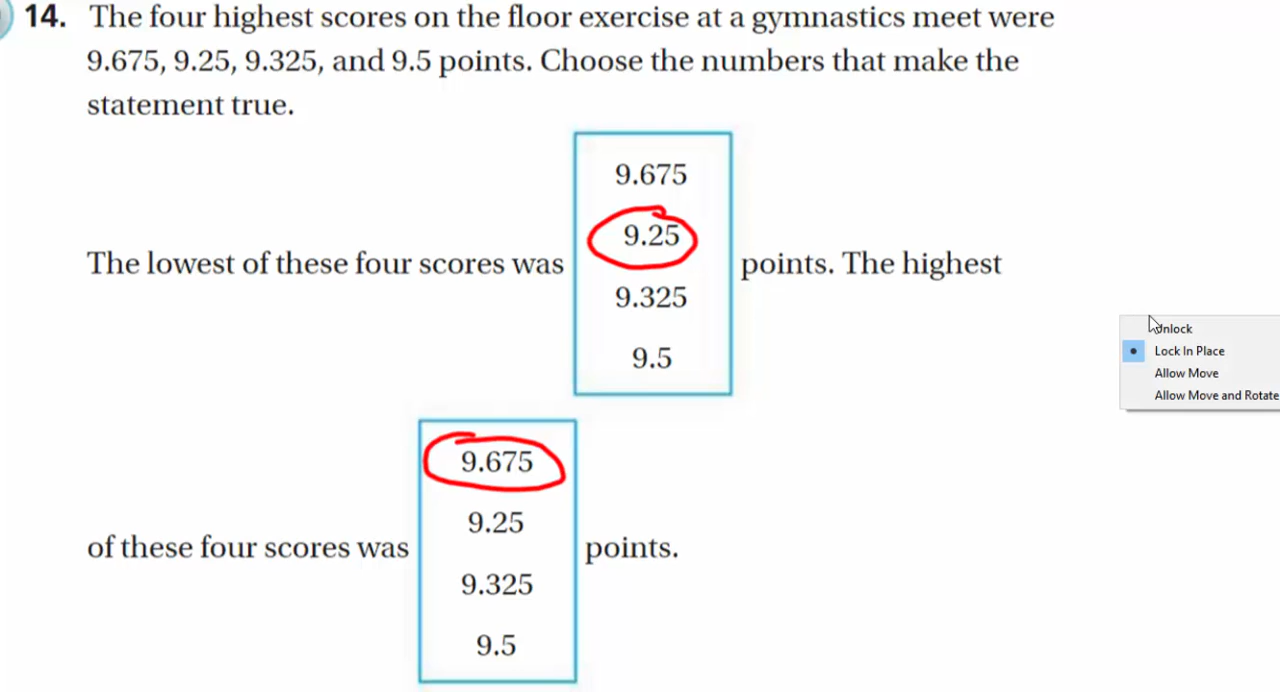 14. The four highest scores on the floor exercise at a gymnastics meet were
9.675, 9.25, 9.325, and 9.5 points. Choose the numbers that make the
statement true.
9.675
9.25
The lowest of these four scores was
points. The highest
9.325
9.5
Unlock
Lock In Place
Allow Move
Allow Move and Rotate
9.675
9.25
of these four scores was
points.
9.325
9.5